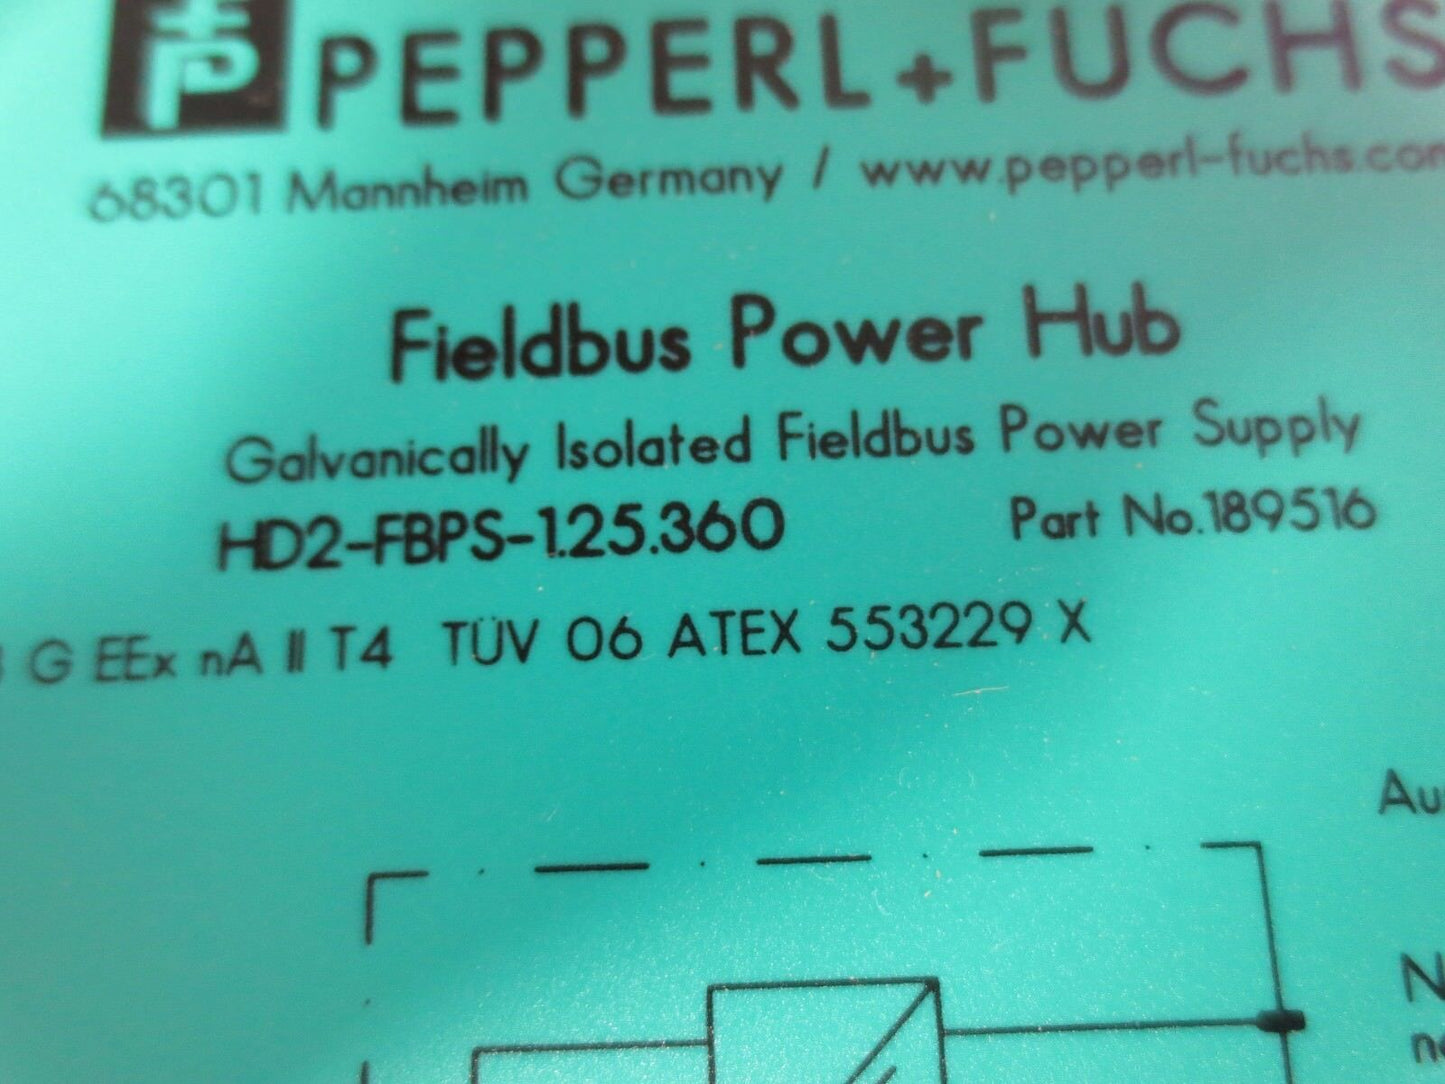 PEPPERL+FUCHS
68301 Mannheim Germany / www.pepperl-fuchs.com
Fieldbus Power Hub
Galvanically Isolated Fieldbus Power Supply
HD2-FBPS-1.25.360 Part No.189516
G EEx nA II T4 TÜV 06 ATEX 553229 X